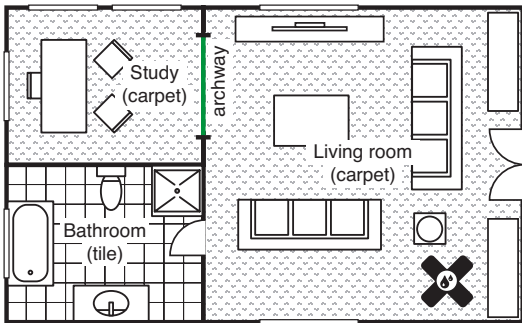 Study
(carpet)
archway
Living room
(carpet)
Bathroom
(tile)